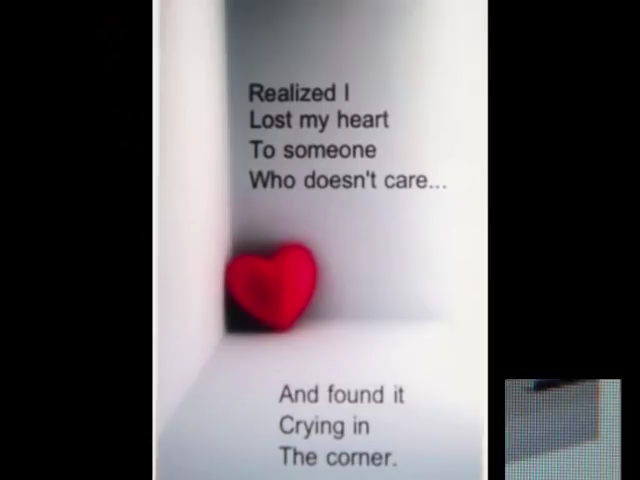 Realized I
Lost my heart
To someone
Who doesn't care...
And found it
Crying in
The corner.